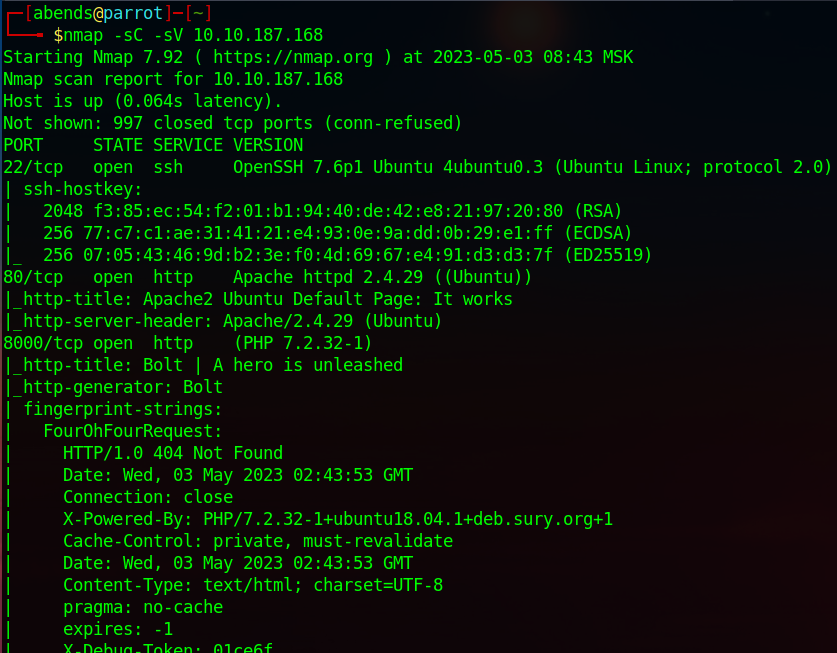 ┌─[abends@parrot]─[~]
└──╼ $nmap -sC -sV 10.10.187.168
Starting Nmap 7.92 ( https://nmap.org ) at 2023-05-03 08:43 MSK
Nmap scan report for 10.10.187.168
Host is up (0.064s latency).
Not shown: 997 closed tcp ports (conn-refused)
PORT     STATE SERVICE VERSION
22/tcp   open  ssh     OpenSSH 7.6p1 Ubuntu 4ubuntu0.3 (Ubuntu Linux; protocol 2.0)
| ssh-hostkey:
|   2048 f3:85:ec:54:f2:01:b1:94:40:de:42:e8:21:97:20:80 (RSA)
|   256 77:c7:c1:ae:31:41:21:e4:93:0e:9a:dd:0b:29:e1:ff (ECDSA)
|_  256 07:05:43:46:9d:b2:3e:f0:4d:69:67:e4:91:d3:d3:7f (ED25519)
80/tcp   open  http    Apache httpd 2.4.29 ((Ubuntu))
|_http-title: Apache2 Ubuntu Default Page: It works
|_http-server-header: Apache/2.4.29 (Ubuntu)
8000/tcp open  http    (PHP 7.2.32-1)
|_http-title: Bolt | A hero is unleashed
|_http-generator: Bolt
| fingerprint-strings:
|   FourOhFourRequest:
|     HTTP/1.0 404 Not Found
|     Date: Wed, 03 May 2023 02:43:53 GMT
|     Connection: close
|     X-Powered-By: PHP/7.2.32-1+ubuntu18.04.1+deb.sury.org+1
|     Cache-Control: private, must-revalidate
|     Date: Wed, 03 May 2023 02:43:53 GMT
|     Content-Type: text/html; charset=UTF-8
|     pragma: no-cache
|     expires: -1
|     X-Debug-Token: 01ce6f